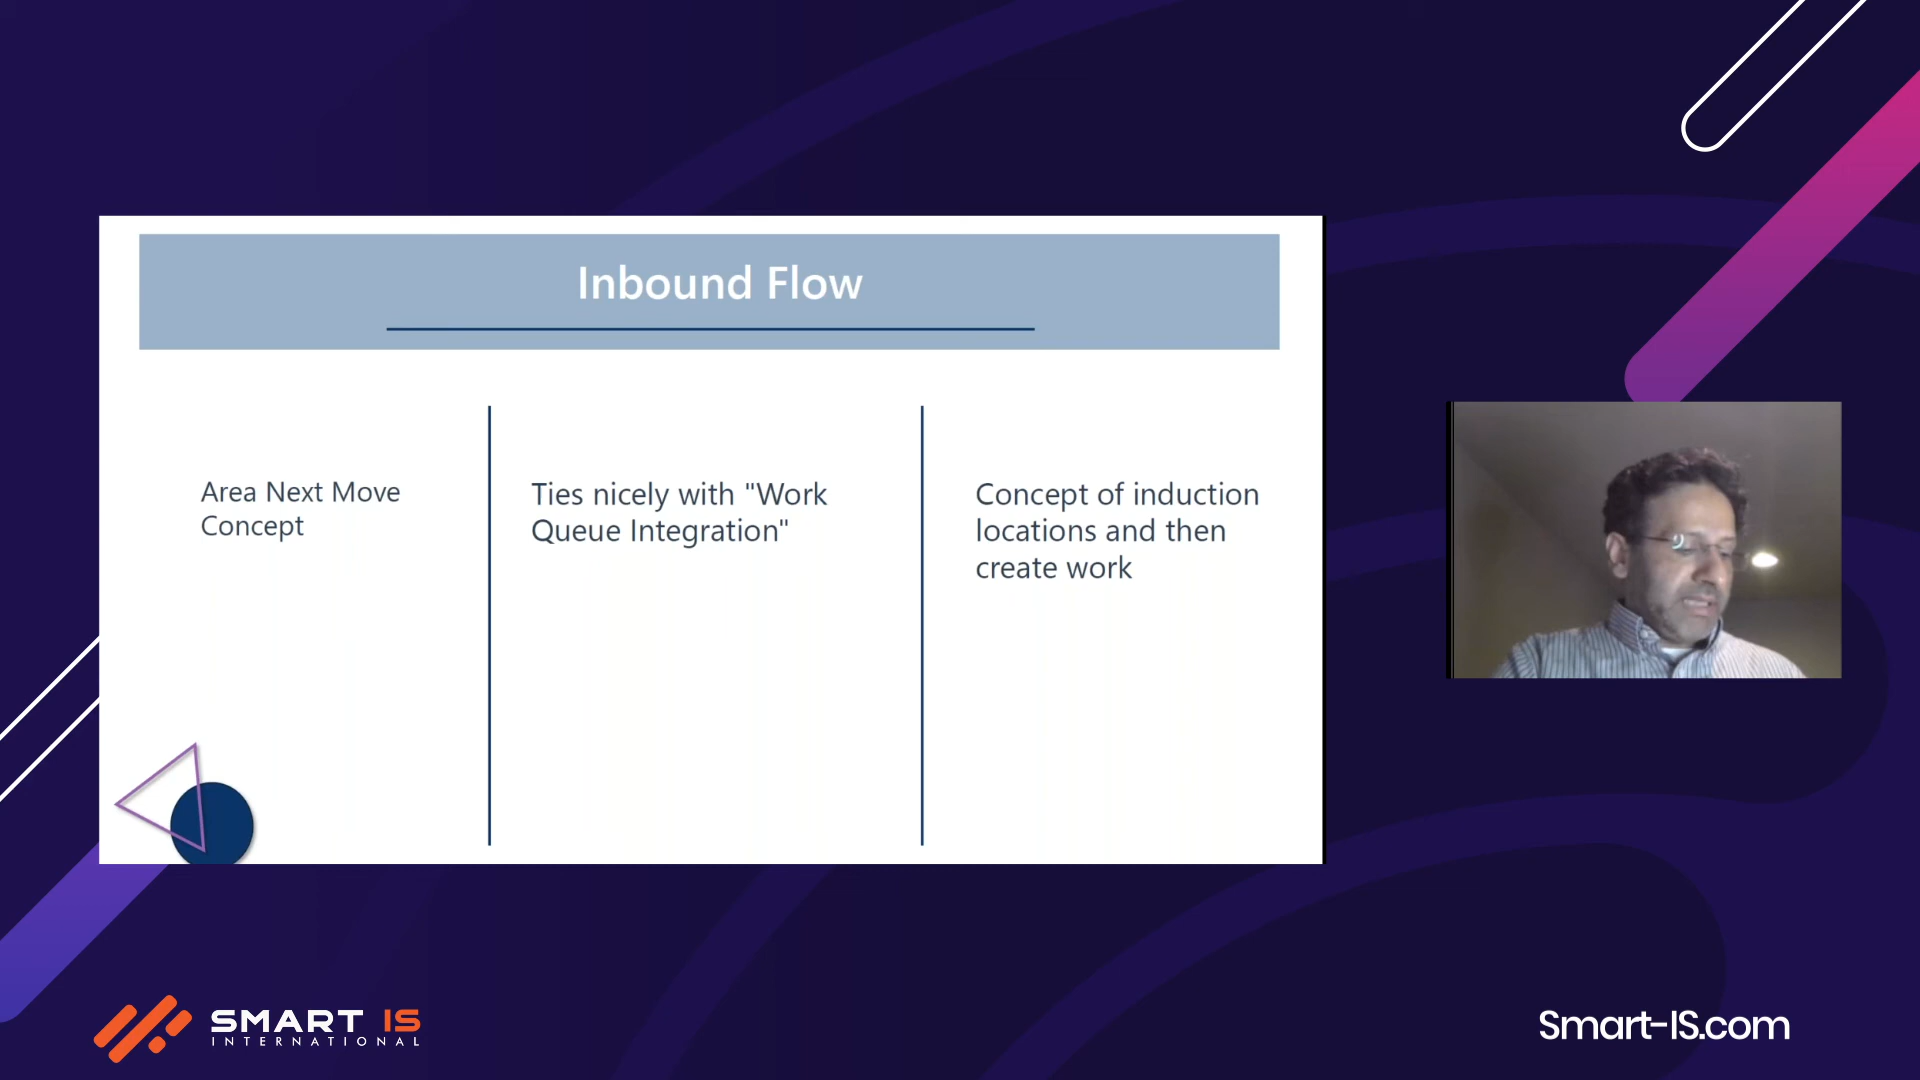 Inbound Flow
Area Next Move
Concept
Ties nicely with "Work
Queue Integration"
Concept of induction
locations and then
create work
SMART IS
INTERNATIONAL
Smart-IS.com